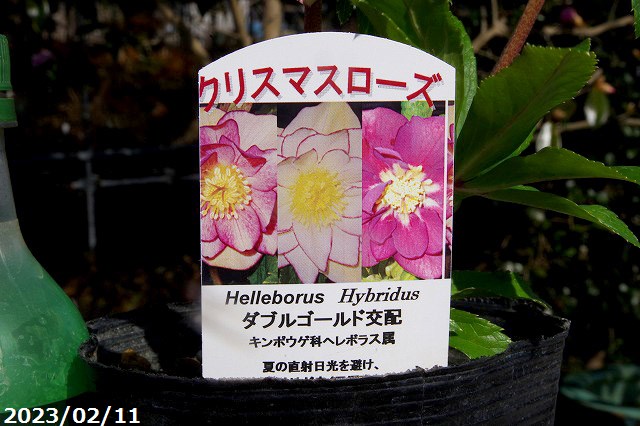 クリスマスローズ
Helleborus Hybridus
ダブルゴールド交配
キンポウゲ科ヘレボラス属
夏の直射日光を避け、
2023/02/11